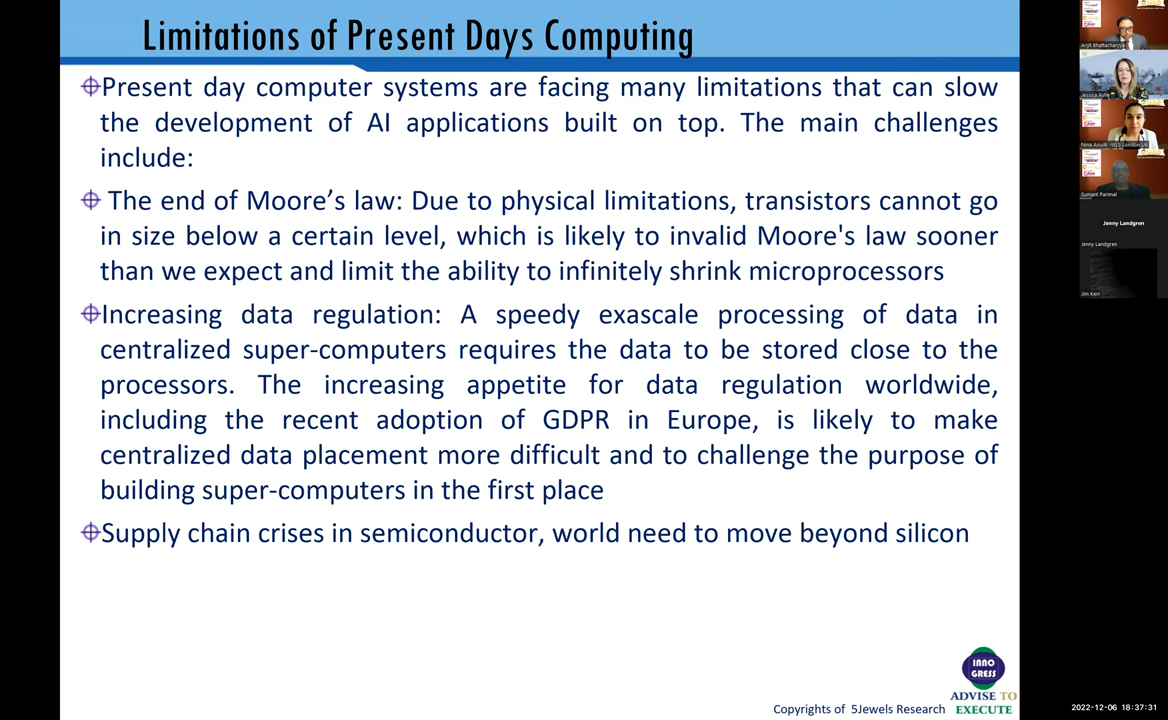 Limitations of Present Days Computing
Present day computer systems are facing many limitations that can slow
the development of AI applications built on top. The main challenges
include:
The end of Moore’s law: Due to physical limitations, transistors cannot go
in size below a certain level, which is likely to invalid Moore's law sooner
than we expect and limit the ability to infinitely shrink microprocessors
Increasing data regulation: A speedy exascale processing of data in
centralized super-computers requires the data to be stored close to the
processors. The increasing appetite for data regulation worldwide,
including the recent adoption of GDPR in Europe, is likely to make
centralized data placement more difficult and to challenge the purpose of
building super-computers in the first place
Supply chain crises in semiconductor, world need to move beyond silicon
INNO
GRESS
ADVISE TO
EXECUTE
Copyrights of 5Jewels Research
Anjit Bhattacharyya
Jessica Ashe
Nina Aouilk -WLS London UK
Sumant Parimal
Jenny Landgren
Jenny Landgren
Jim Kerr
2022-12-06 18:37:31